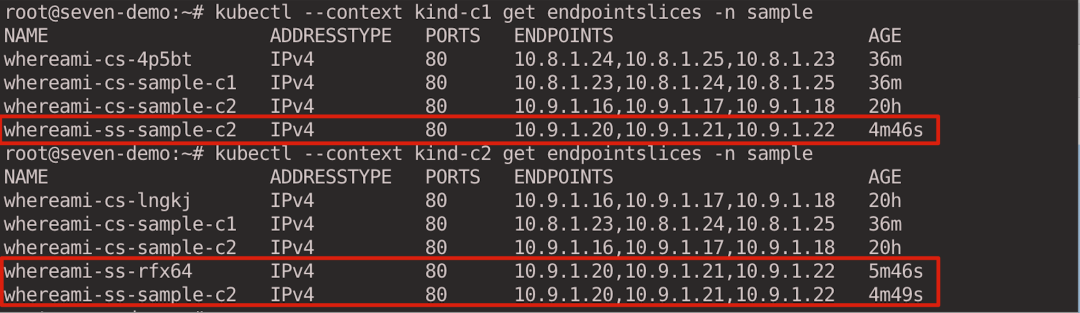 root@seven-demo:~# kubectl --context kind-c1 get endpointslices -n sample
NAME ADDRESSTYPE PORTS ENDPOINTS AGE
whereami-cs-4p5bt IPv4 80 10.8.1.24,10.8.1.25,10.8.1.23 36m
whereami-cs-sample-c1 IPv4 80 10.8.1.23,10.8.1.24,10.8.1.25 36m
whereami-cs-sample-c2 IPv4 80 10.9.1.16,10.9.1.17,10.9.1.18 20h
whereami-ss-sample-c2 IPv4 80 10.9.1.20,10.9.1.21,10.9.1.22 4m46s
root@seven-demo:~# kubectl --context kind-c2 get endpointslices -n sample
NAME ADDRESSTYPE PORTS ENDPOINTS AGE
whereami-cs-lngkj IPv4 80 10.9.1.16,10.9.1.17,10.9.1.18 20h
whereami-cs-sample-c1 IPv4 80 10.8.1.23,10.8.1.24,10.8.1.25 36m
whereami-cs-sample-c2 IPv4 80 10.9.1.16,10.9.1.17,10.9.1.18 20h
whereami-ss-rfx64 IPv4 80 10.9.1.20,10.9.1.21,10.9.1.22 5m46s
whereami-ss-sample-c2 IPv4 80 10.9.1.20,10.9.1.21,10.9.1.22 4m49s